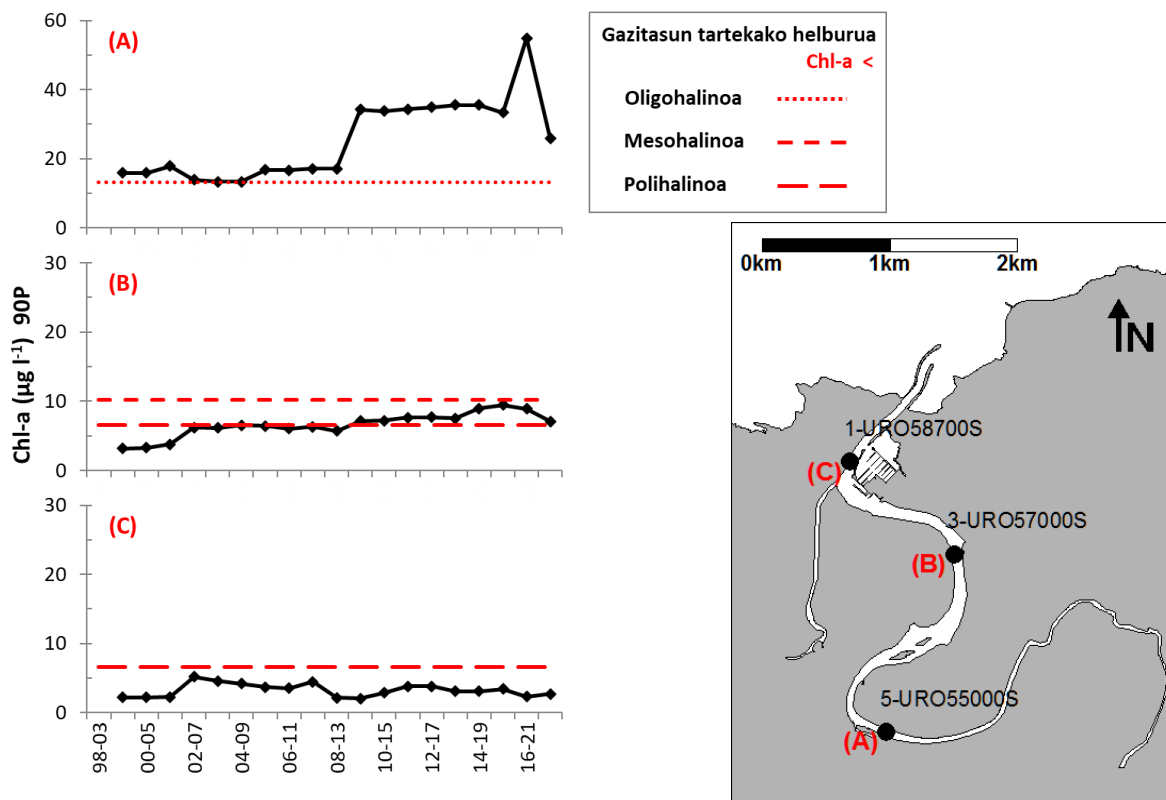 Chl-a (µg l-1) 90P
(A)
60
40
20
0
(B)
30
20
10
0
(C)
30
20
10
0
98-03
00-05
02-07
04-09
06-11
08-13
10-15
12-17
14-19
16-21
Gazitasun tartekako helburua
Chl-a <
Oligohalinoa
Mesohalinoa
Polihalinoa
0km 1km 2km
N
1-URO58700S
(C)
3-URO57000S
(B)
5-URO55000S
(A)